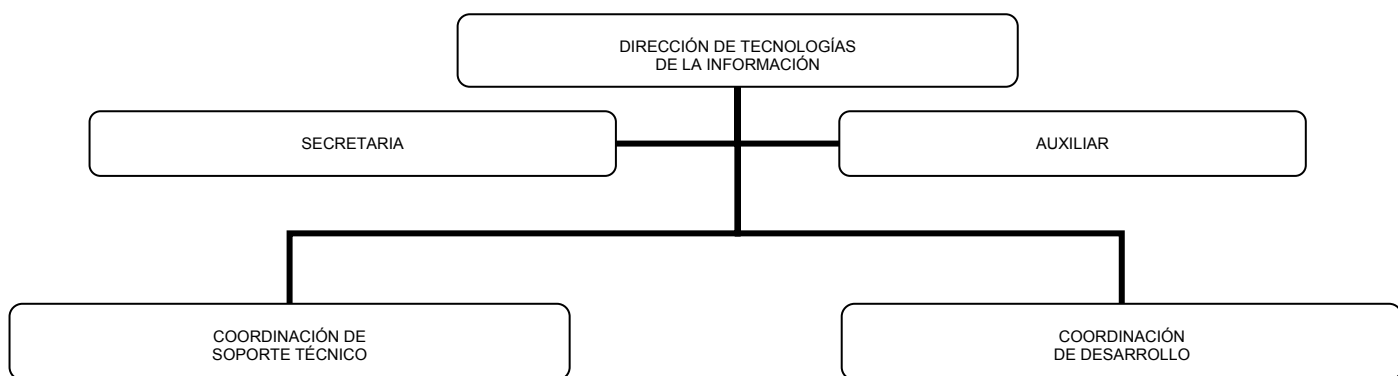 DIRECCIÓN DE TECNOLOGÍAS
DE LA INFORMACIÓN
SECRETARIA
AUXILIAR
COORDINACIÓN DE
SOPORTE TÉCNICO
COORDINACIÓN
DE DESARROLLO